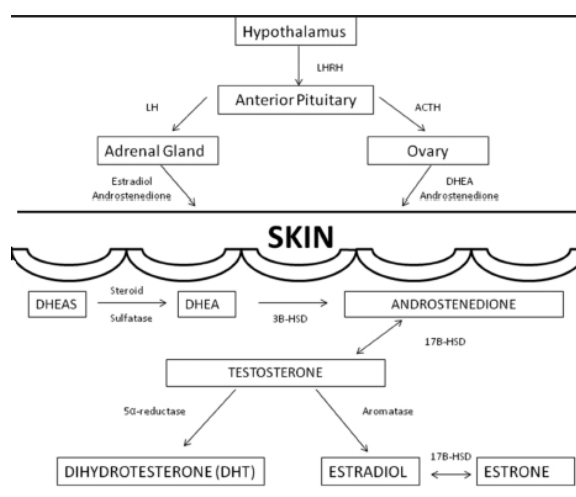 Hypothalamus
LHRH
Anterior Pituitary
LH
ACTH
Adrenal Gland
Ovary
Estradiol
Androstenedione
DHEA
Androstenedione
SKIN
DHEAS
Steroid
Sulfatase
DHEA
3B-HSD
ANDROSTENEDIONE
17B-HSD
TESTOSTERONE
5α-reductase
Aromatase
DIHYDROTESTERONE (DHT)
ESTRADIOL
17B-HSD
ESTRONE